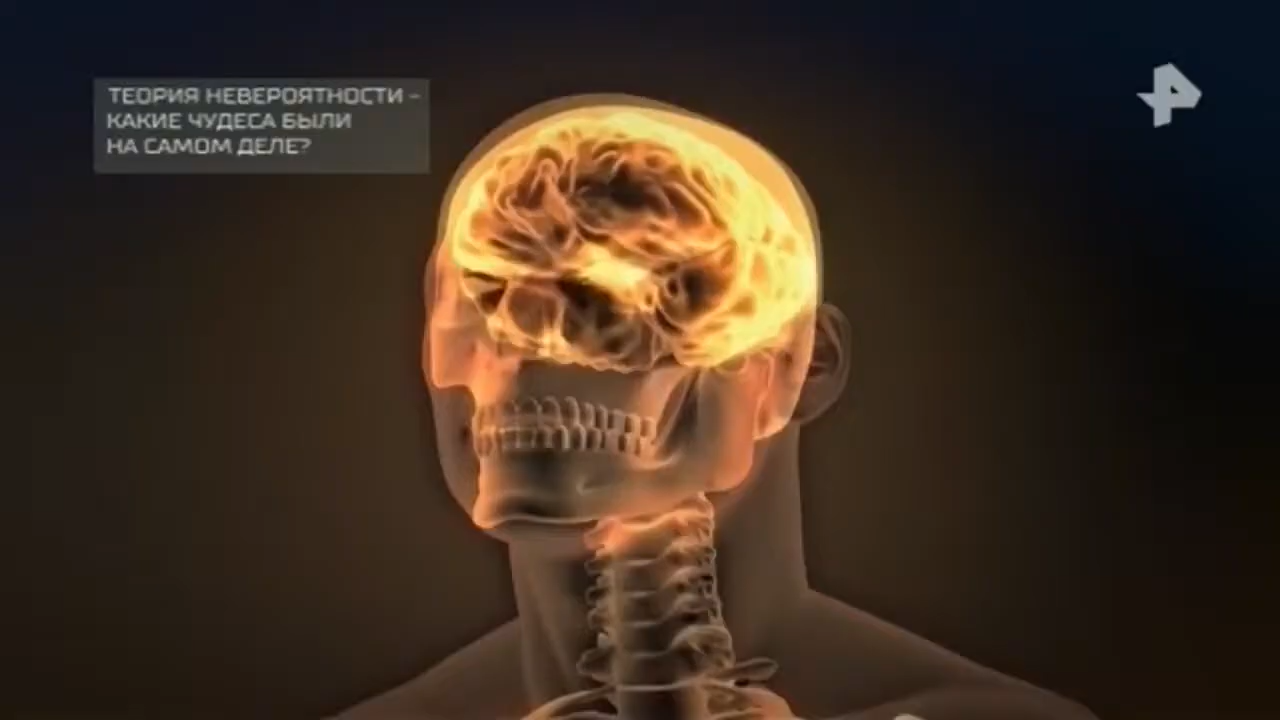 ТЕОРИЯ НЕВЕРОЯТНОСТИ –
КАКИЕ ЧУДЕСА БЫЛИ
НА САМОМ ДЕЛЕ?